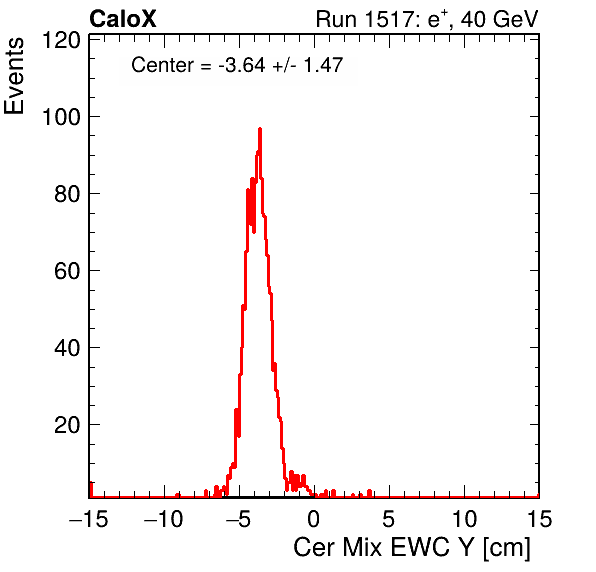 CaloX Run 1517: e⁺, 40 GeV
Center = -3.64 +/- 1.47
Events
120
100
80
60
40
20
−15 −10 −5 0 5 10 15
Cer Mix EWC Y [cm]